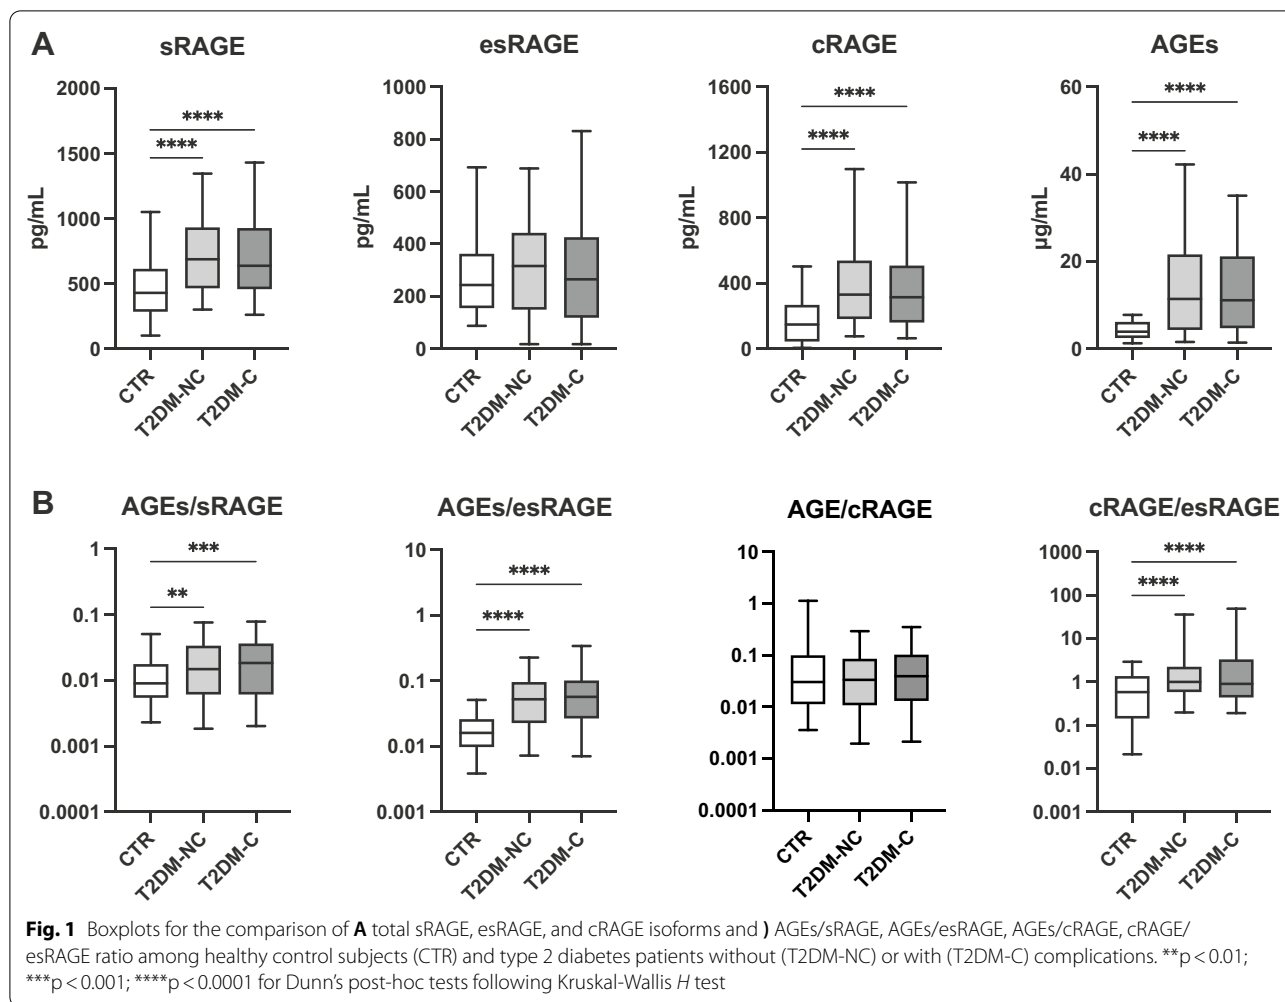 A
sRAGE
esRAGE
cRAGE
AGEs
2000
1500
1000
500
0
pg/mL
****
****
CTR
T2DM-NC
T2DM-C
1000
800
600
400
200
0
pg/mL
CTR
T2DM-NC
T2DM-C
1600
1200
800
400
0
pg/mL
****
****
CTR
T2DM-NC
T2DM-C
60
40
20
0
µg/mL
****
****
CTR
T2DM-NC
T2DM-C
B
AGEs/sRAGE
AGEs/esRAGE
AGE/cRAGE
cRAGE/esRAGE
1
0.1
0.01
0.001
0.0001
***
**
CTR
T2DM-NC
T2DM-C
10
1
0.1
0.01
0.001
****
****
CTR
T2DM-NC
T2DM-C
10
1
0.1
0.01
0.001
0.0001
CTR
T2DM-NC
T2DM-C
1000
100
10
1
0.1
0.01
0.001
****
****
CTR
T2DM-NC
T2DM-C
Fig. 1 Boxplots for the comparison of A total sRAGE, esRAGE, and cRAGE isoforms and ) AGEs/sRAGE, AGEs/esRAGE, AGEs/cRAGE, cRAGE/
esRAGE ratio among healthy control subjects (CTR) and type 2 diabetes patients without (T2DM-NC) or with (T2DM-C) complications. **p < 0.01;
***p < 0.001; ****p < 0.0001 for Dunn's post-hoc tests following Kruskal-Wallis H test